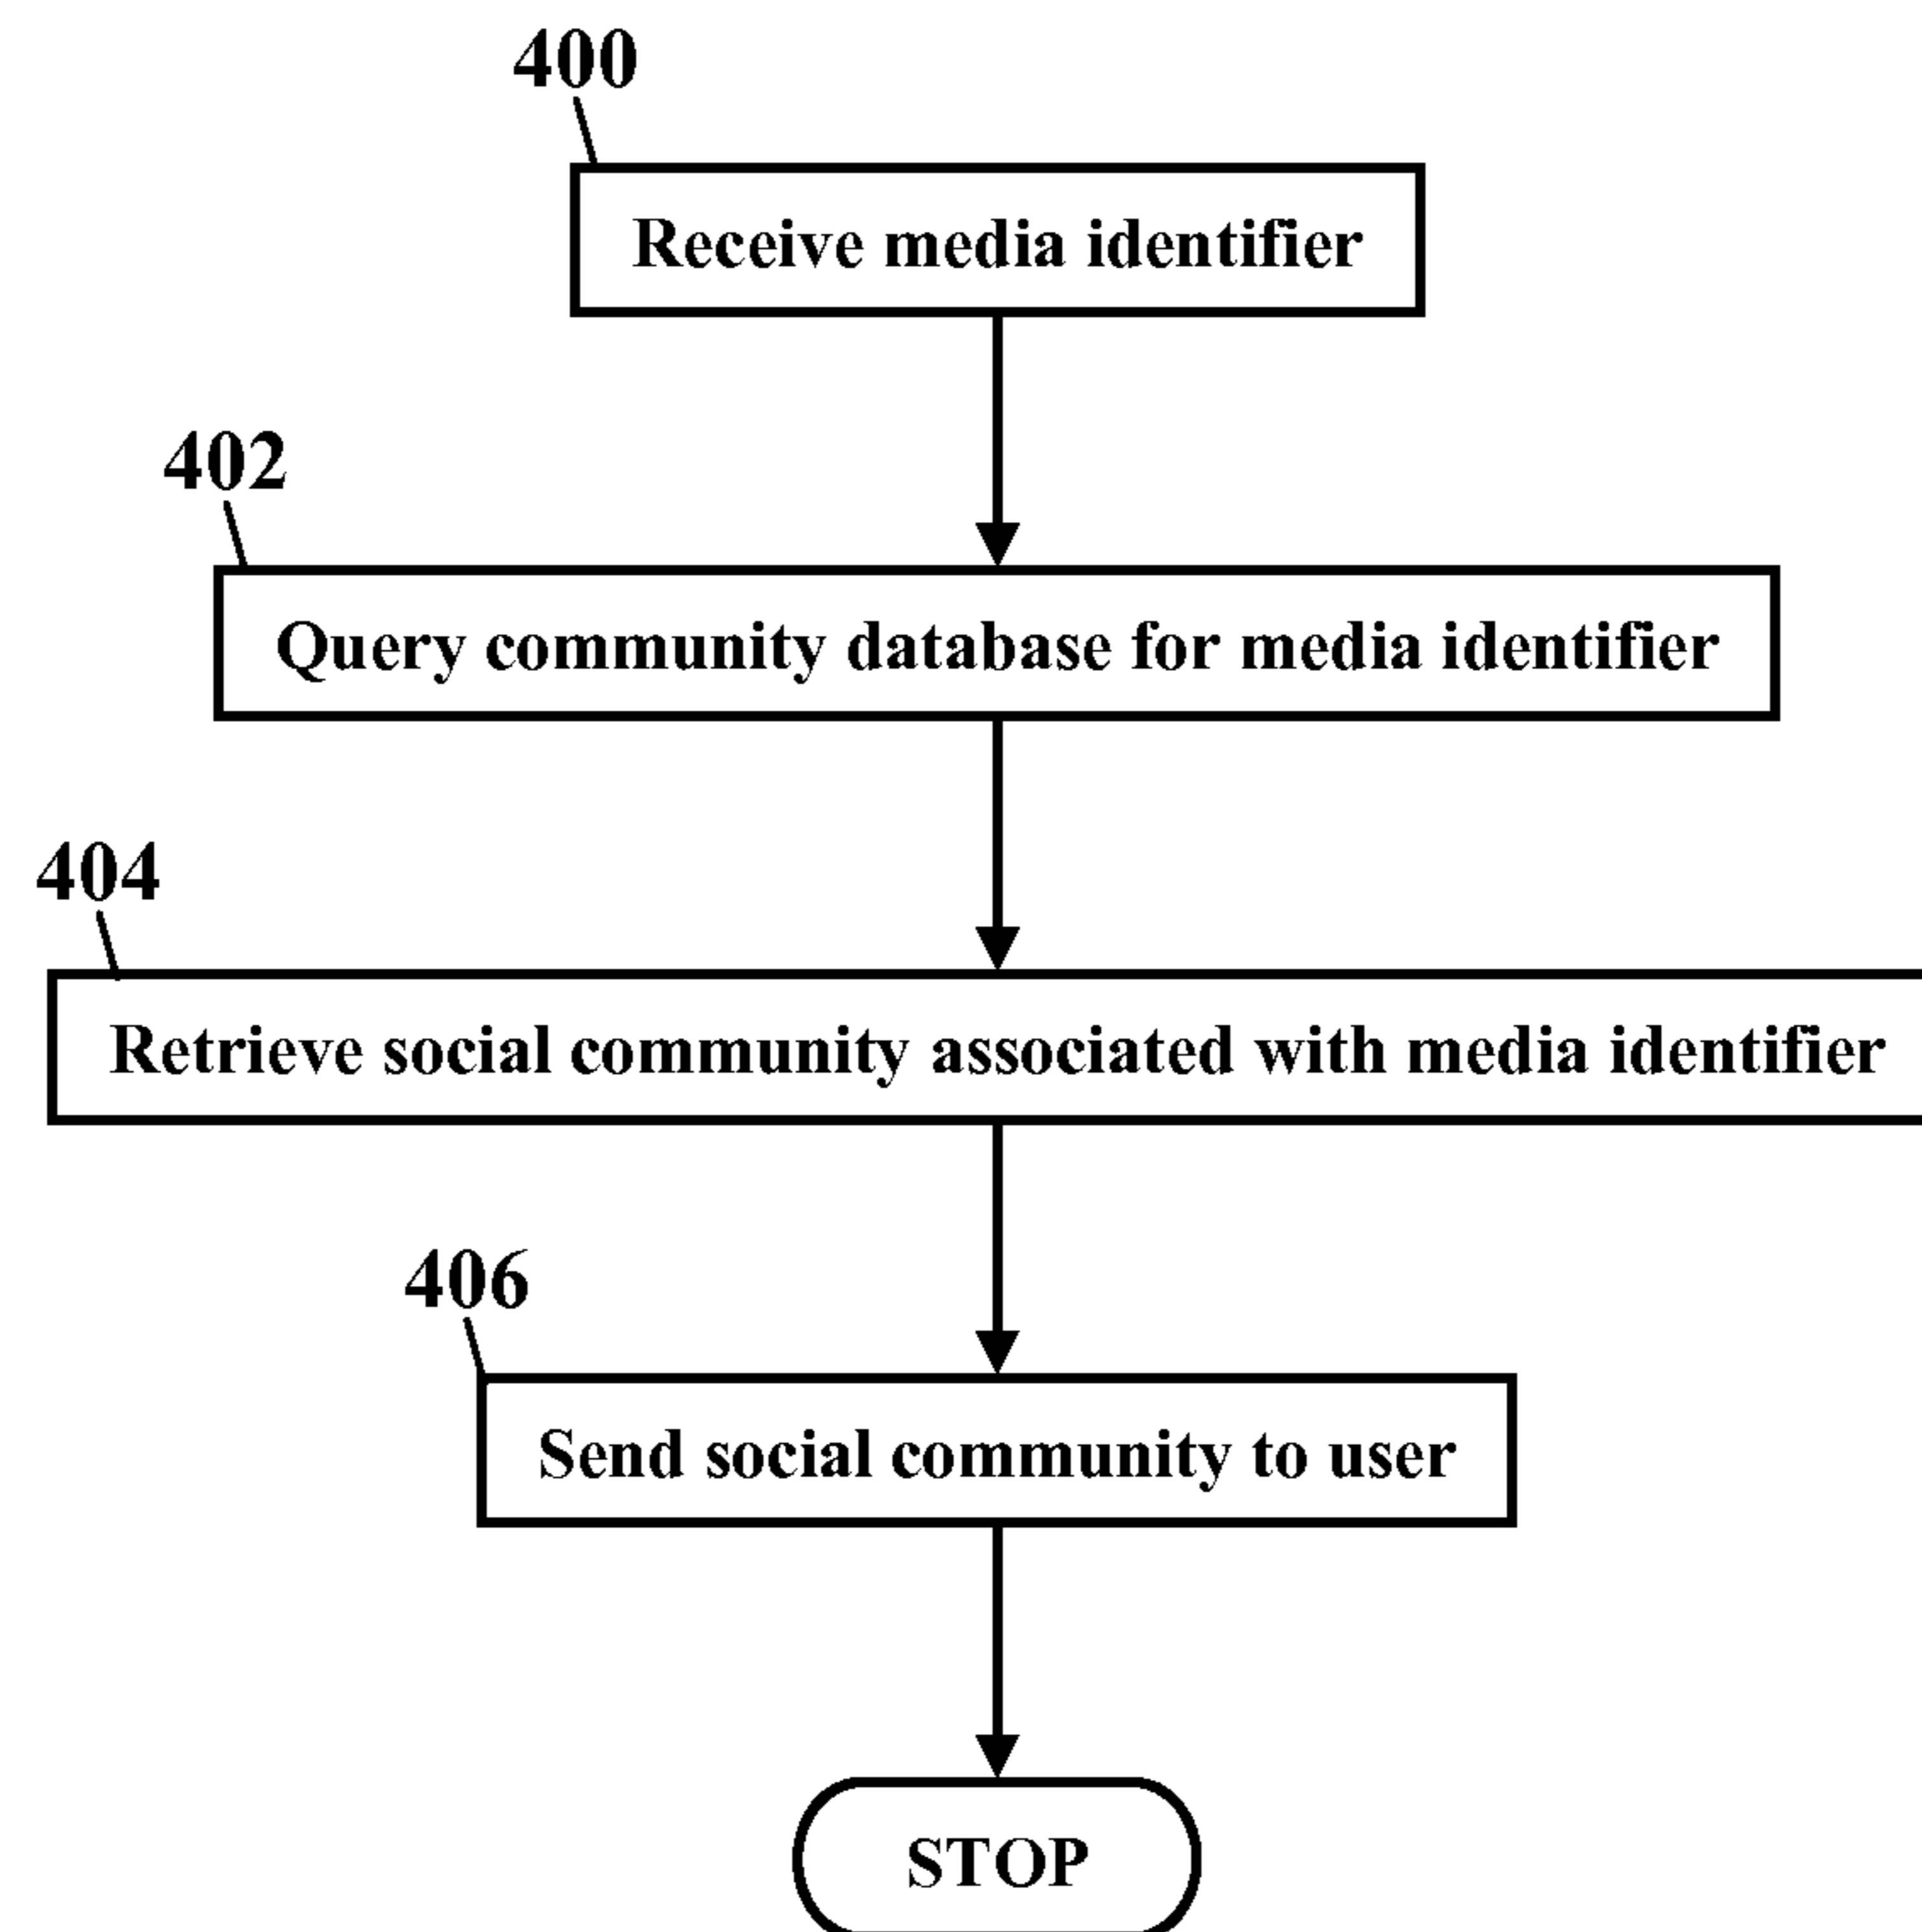 400
Receive media identifier
402
Query community database for media identifier
404
Retrieve social community associated with media identifier
406
Send social community to user
STOP